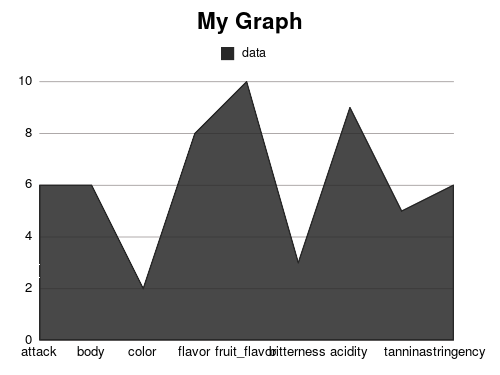 My Graph
data
10
8
6
4
2
0
attack body color flavor fruit_flavor bitterness acidity tannin astringency